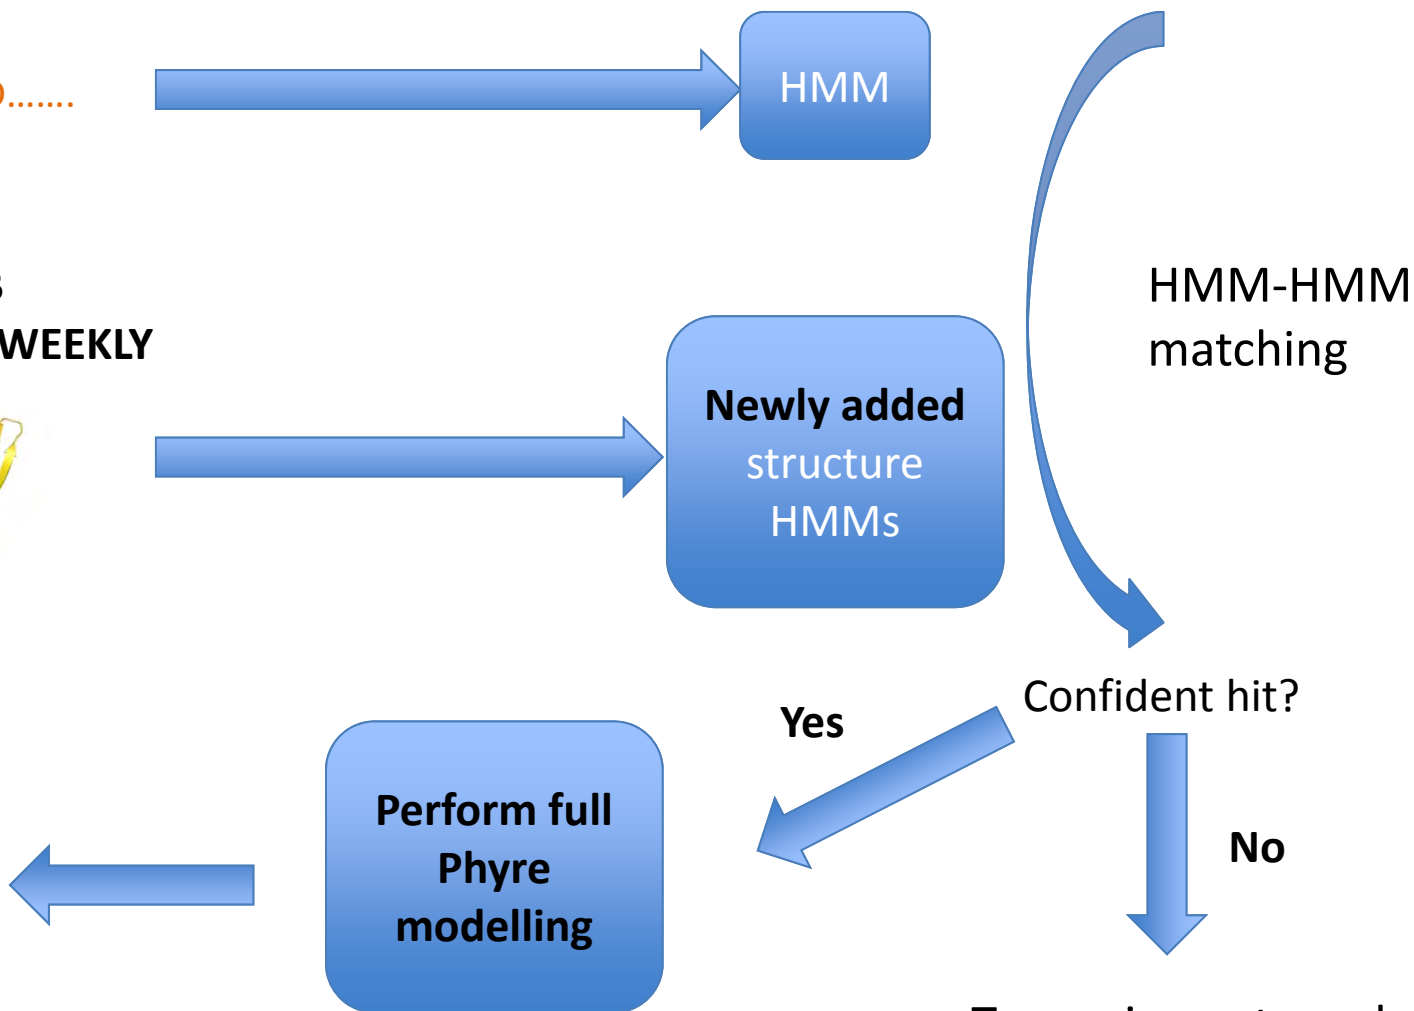 HMM
HMM-HMM
matching
WEEKLY
Newly added
structure
HMMs
Confident hit?
Yes
No
Perform full
Phyre
modelling